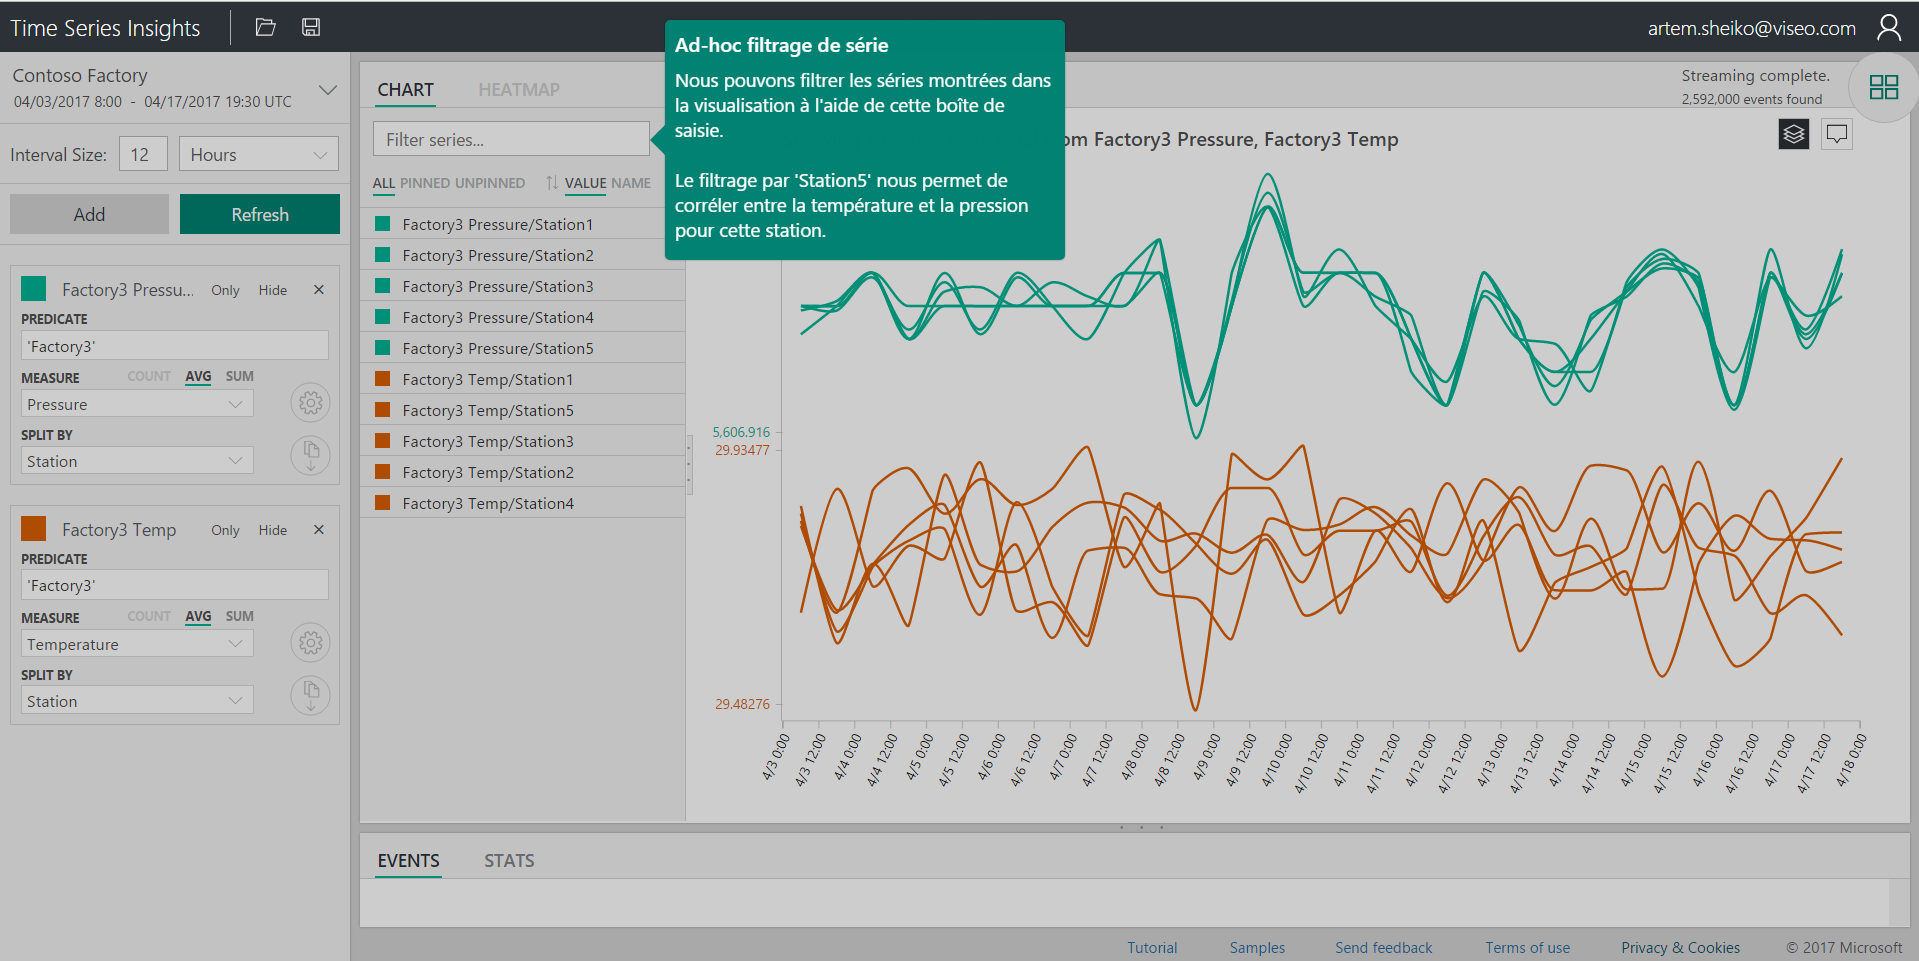 Time Series Insights
artem.sheiko@viseo.com
Contoso Factory
04/03/2017 8:00 - 04/17/2017 19:30 UTC
Interval Size: 12 Hours
Add Refresh
Factory3 Pressu... Only Hide ×
PREDICATE
'Factory3'
MEASURE COUNT AVG SUM
Pressure
SPLIT BY
Station
Factory3 Temp Only Hide ×
PREDICATE
'Factory3'
MEASURE COUNT AVG SUM
Temperature
SPLIT BY
Station
CHART HEATMAP
Filter series...
ALL PINNED UNPINNED VALUE NAME
Factory3 Pressure/Station1
Factory3 Pressure/Station2
Factory3 Pressure/Station3
Factory3 Pressure/Station4
Factory3 Pressure/Station5
Factory3 Temp/Station1
Factory3 Temp/Station5
Factory3 Temp/Station3
Factory3 Temp/Station2
Factory3 Temp/Station4
Ad-hoc filtrage de série
Nous pouvons filtrer les séries montrées dans
la visualisation à l'aide de cette boîte de
saisie.
Le filtrage par 'Station5' nous permet de
corréler entre la température et la pression
pour cette station.
Streaming complete.
2,592,000 events found
om Factory3 Pressure, Factory3 Temp
5,606.916
29.93477
29.48276
4/3 0:00
4/3 12:00
4/4 0:00
4/4 12:00
4/5 0:00
4/5 12:00
4/6 0:00
4/6 12:00
4/7 0:00
4/7 12:00
4/8 0:00
4/8 12:00
4/9 0:00
4/9 12:00
4/10 0:00
4/10 12:00
4/11 0:00
4/11 12:00
4/12 0:00
4/12 12:00
4/13 0:00
4/13 12:00
4/14 0:00
4/14 12:00
4/15 0:00
4/15 12:00
4/16 0:00
4/16 12:00
4/17 0:00
4/17 12:00
4/18 0:00
EVENTS STATS
Tutorial Samples Send feedback Terms of use Privacy & Cookies © 2017 Microsoft